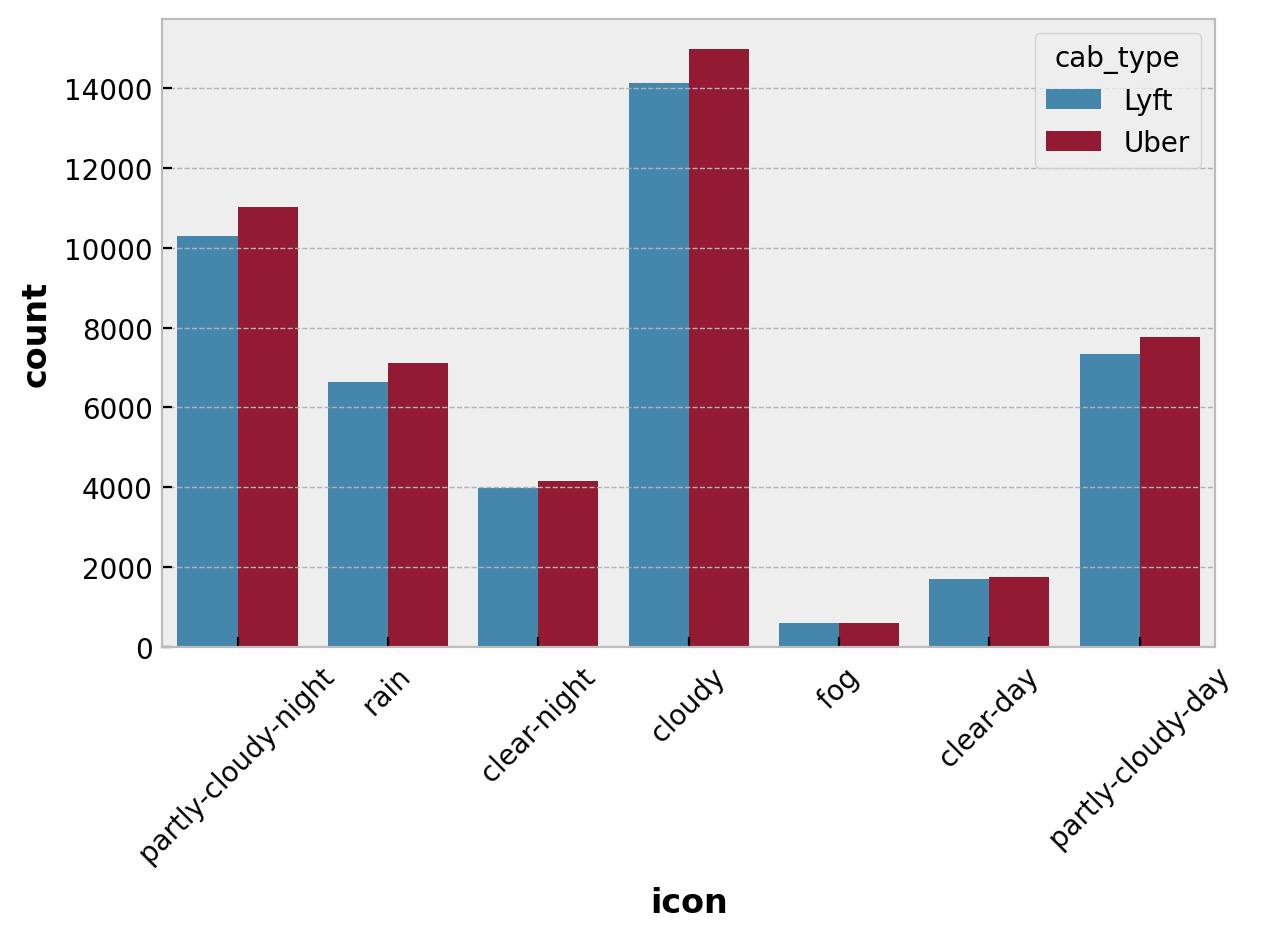 cab_type
Lyft
Uber
count
14000
12000
10000
8000
6000
4000
2000
0
partly-cloudy-night
rain
clear-night
cloudy
fog
clear-day
partly-cloudy-day
icon